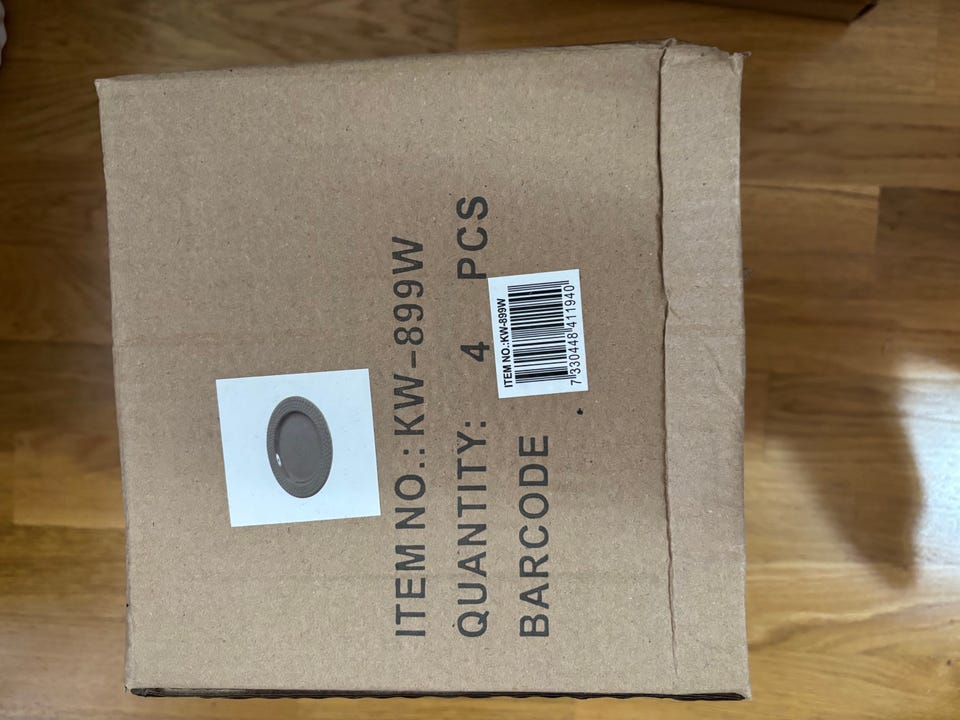 ITEM NO.: KW-899W
QUANTITY: 4 PCS
BARCODE
ITEM NO.:KW-899W
7330448411940